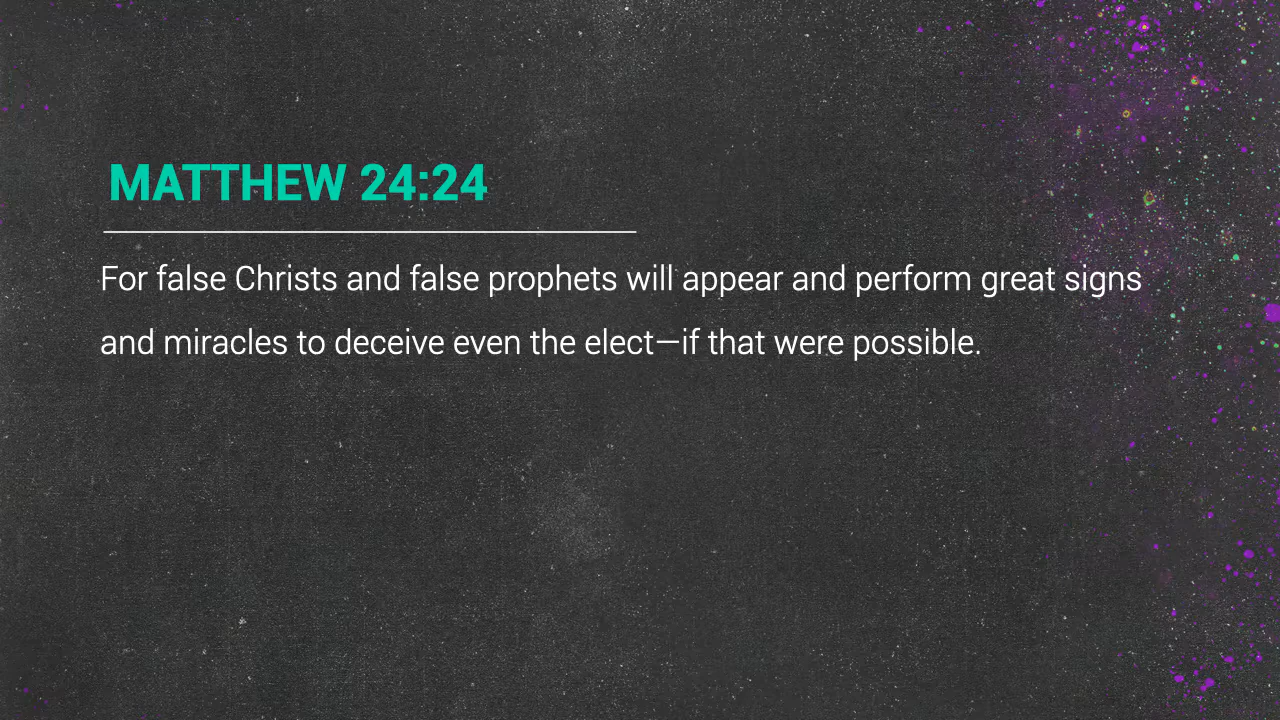 MATTHEW 24:24
For false Christs and false prophets will appear and perform great signs
and miracles to deceive even the elect—if that were possible.